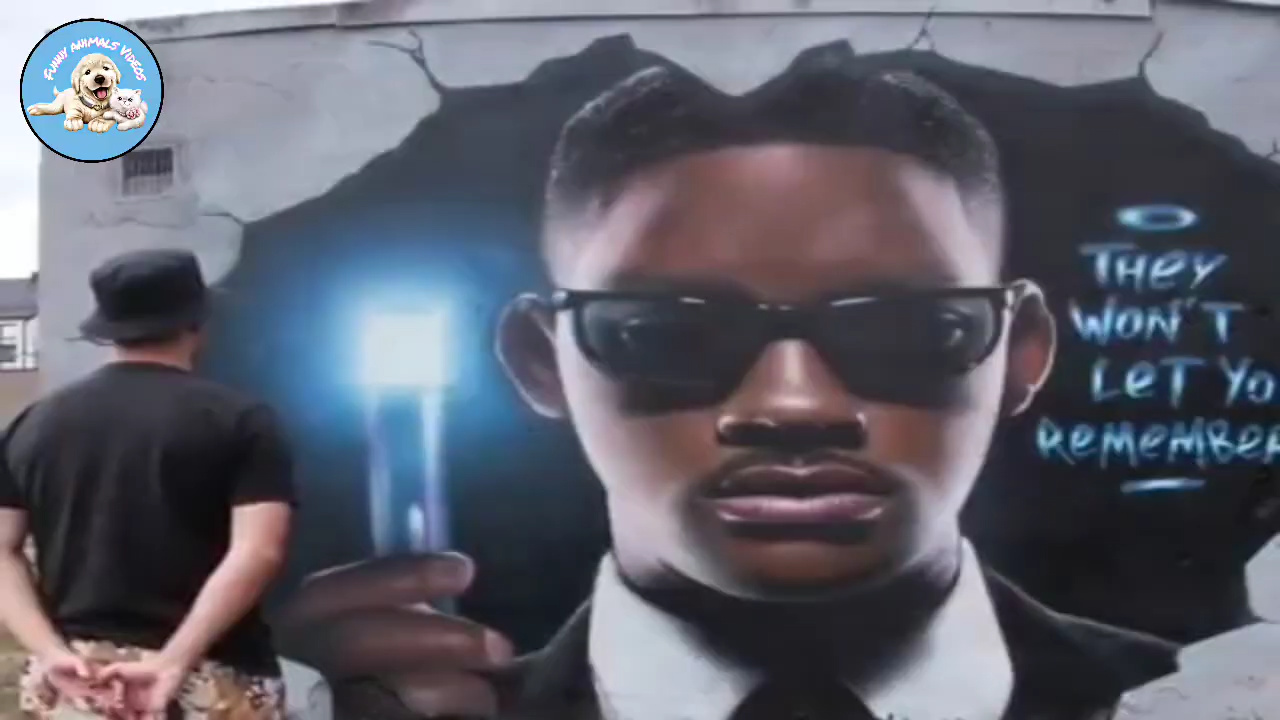 FUNNY ANIMALS VIDEOS
THEY
WON'T
LET YO
REMEMBER